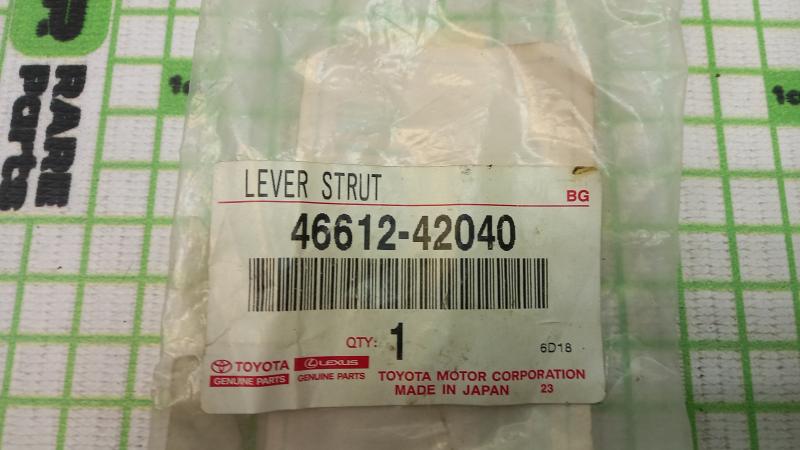 RARE
Parts
LEVER STRUT
BG
46612-42040
QTY: 1
6D18
TOYOTA
GENUINE PARTS
LEXUS
GENUINE PARTS
TOYOTA MOTOR CORPORATION
MADE IN JAPAN 23